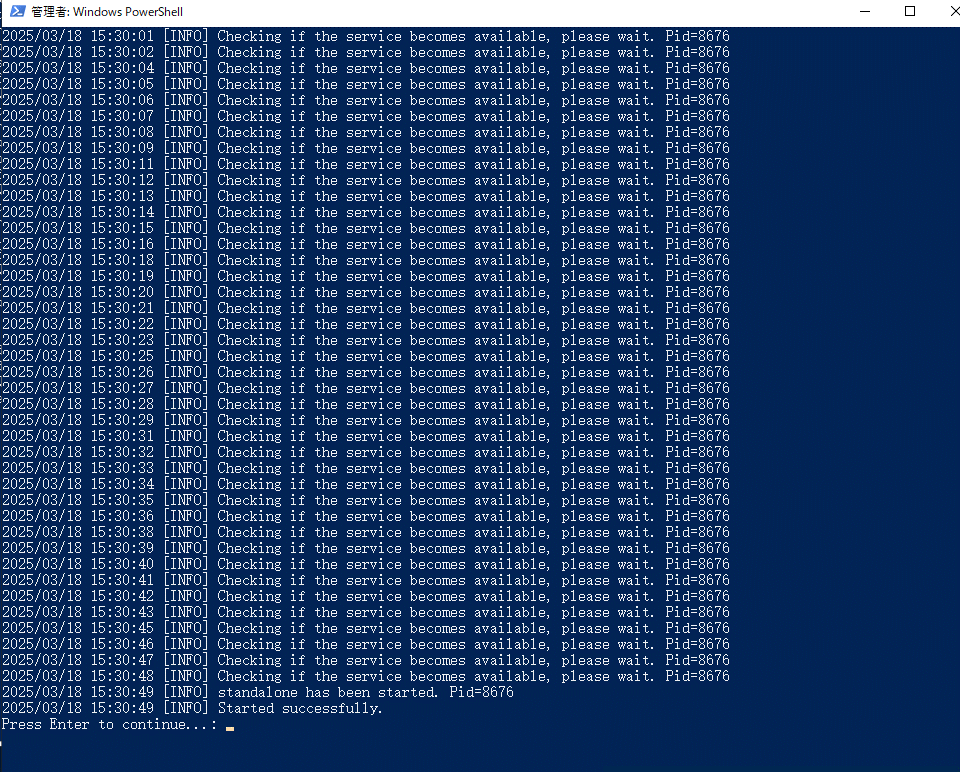 管理者: Windows PowerShell
2025/03/18 15:30:01 [INFO] Checking if the service becomes available, please wait. Pid=8676
2025/03/18 15:30:02 [INFO] Checking if the service becomes available, please wait. Pid=8676
2025/03/18 15:30:04 [INFO] Checking if the service becomes available, please wait. Pid=8676
2025/03/18 15:30:05 [INFO] Checking if the service becomes available, please wait. Pid=8676
2025/03/18 15:30:06 [INFO] Checking if the service becomes available, please wait. Pid=8676
2025/03/18 15:30:07 [INFO] Checking if the service becomes available, please wait. Pid=8676
2025/03/18 15:30:08 [INFO] Checking if the service becomes available, please wait. Pid=8676
2025/03/18 15:30:09 [INFO] Checking if the service becomes available, please wait. Pid=8676
2025/03/18 15:30:11 [INFO] Checking if the service becomes available, please wait. Pid=8676
2025/03/18 15:30:12 [INFO] Checking if the service becomes available, please wait. Pid=8676
2025/03/18 15:30:13 [INFO] Checking if the service becomes available, please wait. Pid=8676
2025/03/18 15:30:14 [INFO] Checking if the service becomes available, please wait. Pid=8676
2025/03/18 15:30:15 [INFO] Checking if the service becomes available, please wait. Pid=8676
2025/03/18 15:30:16 [INFO] Checking if the service becomes available, please wait. Pid=8676
2025/03/18 15:30:18 [INFO] Checking if the service becomes available, please wait. Pid=8676
2025/03/18 15:30:19 [INFO] Checking if the service becomes available, please wait. Pid=8676
2025/03/18 15:30:20 [INFO] Checking if the service becomes available, please wait. Pid=8676
2025/03/18 15:30:21 [INFO] Checking if the service becomes available, please wait. Pid=8676
2025/03/18 15:30:22 [INFO] Checking if the service becomes available, please wait. Pid=8676
2025/03/18 15:30:23 [INFO] Checking if the service becomes available, please wait. Pid=8676
2025/03/18 15:30:25 [INFO] Checking if the service becomes available, please wait. Pid=8676
2025/03/18 15:30:26 [INFO] Checking if the service becomes available, please wait. Pid=8676
2025/03/18 15:30:27 [INFO] Checking if the service becomes available, please wait. Pid=8676
2025/03/18 15:30:28 [INFO] Checking if the service becomes available, please wait. Pid=8676
2025/03/18 15:30:29 [INFO] Checking if the service becomes available, please wait. Pid=8676
2025/03/18 15:30:31 [INFO] Checking if the service becomes available, please wait. Pid=8676
2025/03/18 15:30:32 [INFO] Checking if the service becomes available, please wait. Pid=8676
2025/03/18 15:30:33 [INFO] Checking if the service becomes available, please wait. Pid=8676
2025/03/18 15:30:34 [INFO] Checking if the service becomes available, please wait. Pid=8676
2025/03/18 15:30:35 [INFO] Checking if the service becomes available, please wait. Pid=8676
2025/03/18 15:30:36 [INFO] Checking if the service becomes available, please wait. Pid=8676
2025/03/18 15:30:38 [INFO] Checking if the service becomes available, please wait. Pid=8676
2025/03/18 15:30:39 [INFO] Checking if the service becomes available, please wait. Pid=8676
2025/03/18 15:30:40 [INFO] Checking if the service becomes available, please wait. Pid=8676
2025/03/18 15:30:41 [INFO] Checking if the service becomes available, please wait. Pid=8676
2025/03/18 15:30:42 [INFO] Checking if the service becomes available, please wait. Pid=8676
2025/03/18 15:30:43 [INFO] Checking if the service becomes available, please wait. Pid=8676
2025/03/18 15:30:45 [INFO] Checking if the service becomes available, please wait. Pid=8676
2025/03/18 15:30:46 [INFO] Checking if the service becomes available, please wait. Pid=8676
2025/03/18 15:30:47 [INFO] Checking if the service becomes available, please wait. Pid=8676
2025/03/18 15:30:48 [INFO] Checking if the service becomes available, please wait. Pid=8676
2025/03/18 15:30:49 [INFO] standalone has been started. Pid=8676
2025/03/18 15:30:49 [INFO] Started successfully.
Press Enter to continue...: